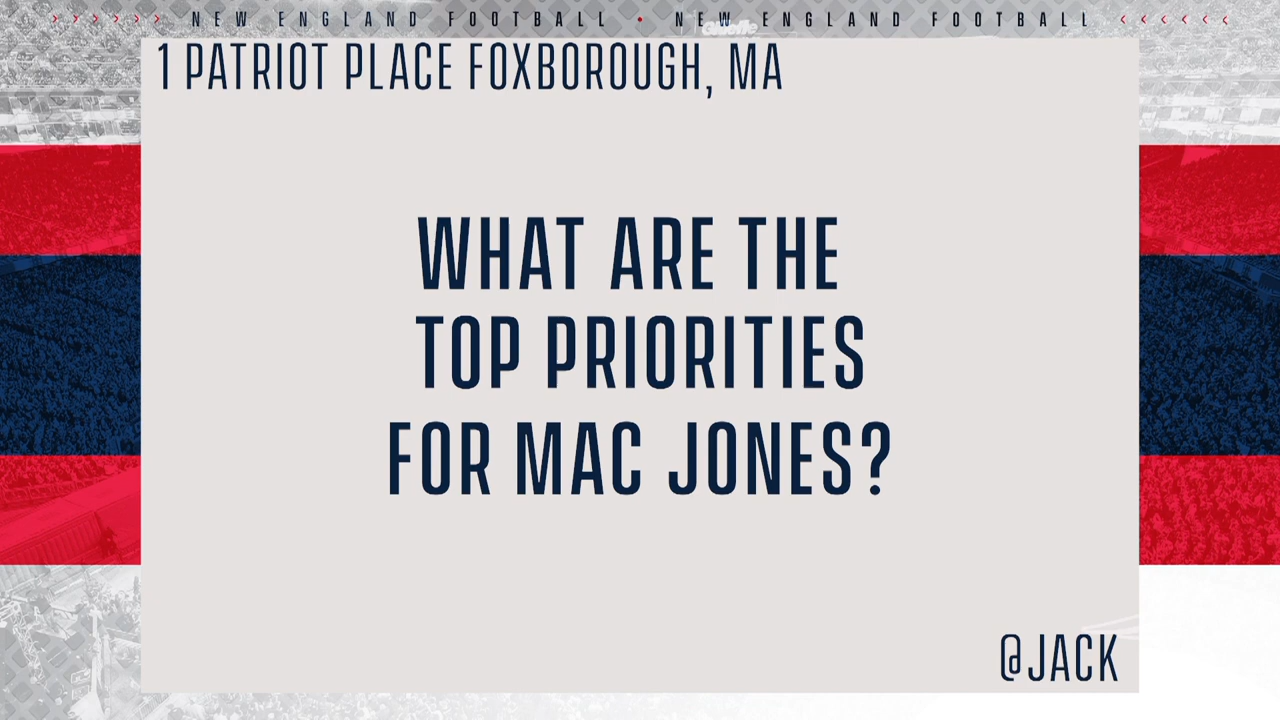 NEW ENGLAND FOOTBALL • NEW ENGLAND FOOTBALL
1 PATRIOT PLACE FOXBOROUGH, MA
WHAT ARE THE
TOP PRIORITIES
FOR MAC JONES?
@JACK